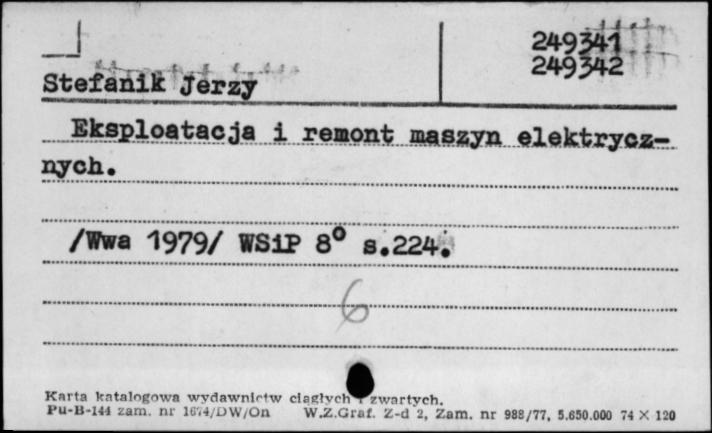 249341
249342
Stefanik Jerzy
Eksploatacja i remont maszyn elektrycz-
nych.
/Wwa 1979/ WSiP 8° s.224.
6
Karta katalogowa wydawnictw ciągłych i zwartych.
Pu-B-144 zam. nr 1674/DW/On W.Z.Graf. Z-d 2, Zam. nr 988/77, 5.650.000 74 × 120